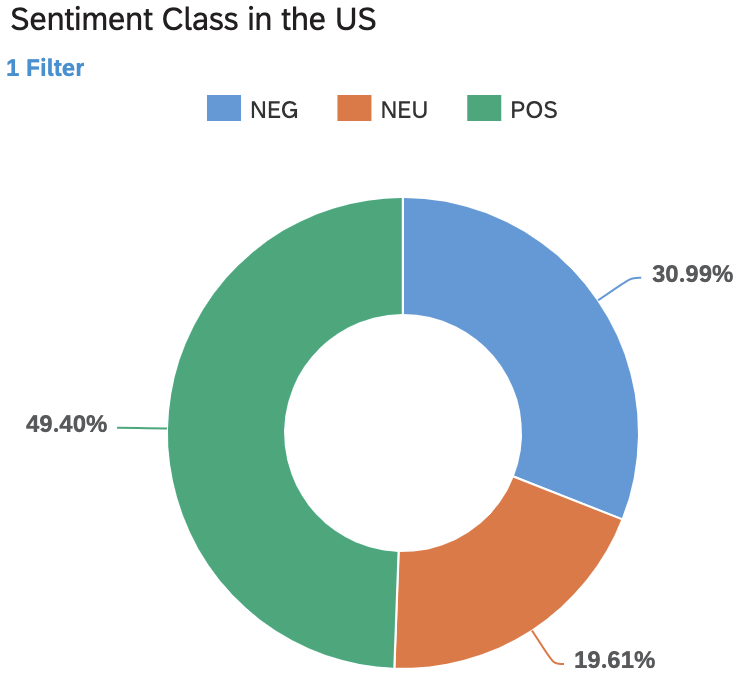 Sentiment Class in the US
1 Filter
NEG NEU POS
30.99%
49.40%
19.61%